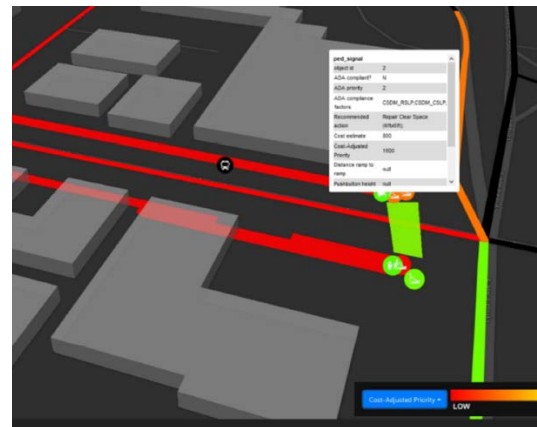 ped_signal
object id 2
ADA compliant? N
ADA priority 2
ADA compliance
factors CSDM_RSLP,CSDM_CSLP,
Recommended
action Repair Clear Space
Cost estimate 800
Cost-Adjusted
Priority 1600
Distance ramp to
ramp null
Pushbutton height null
Cost-Adjusted Priority
LOW